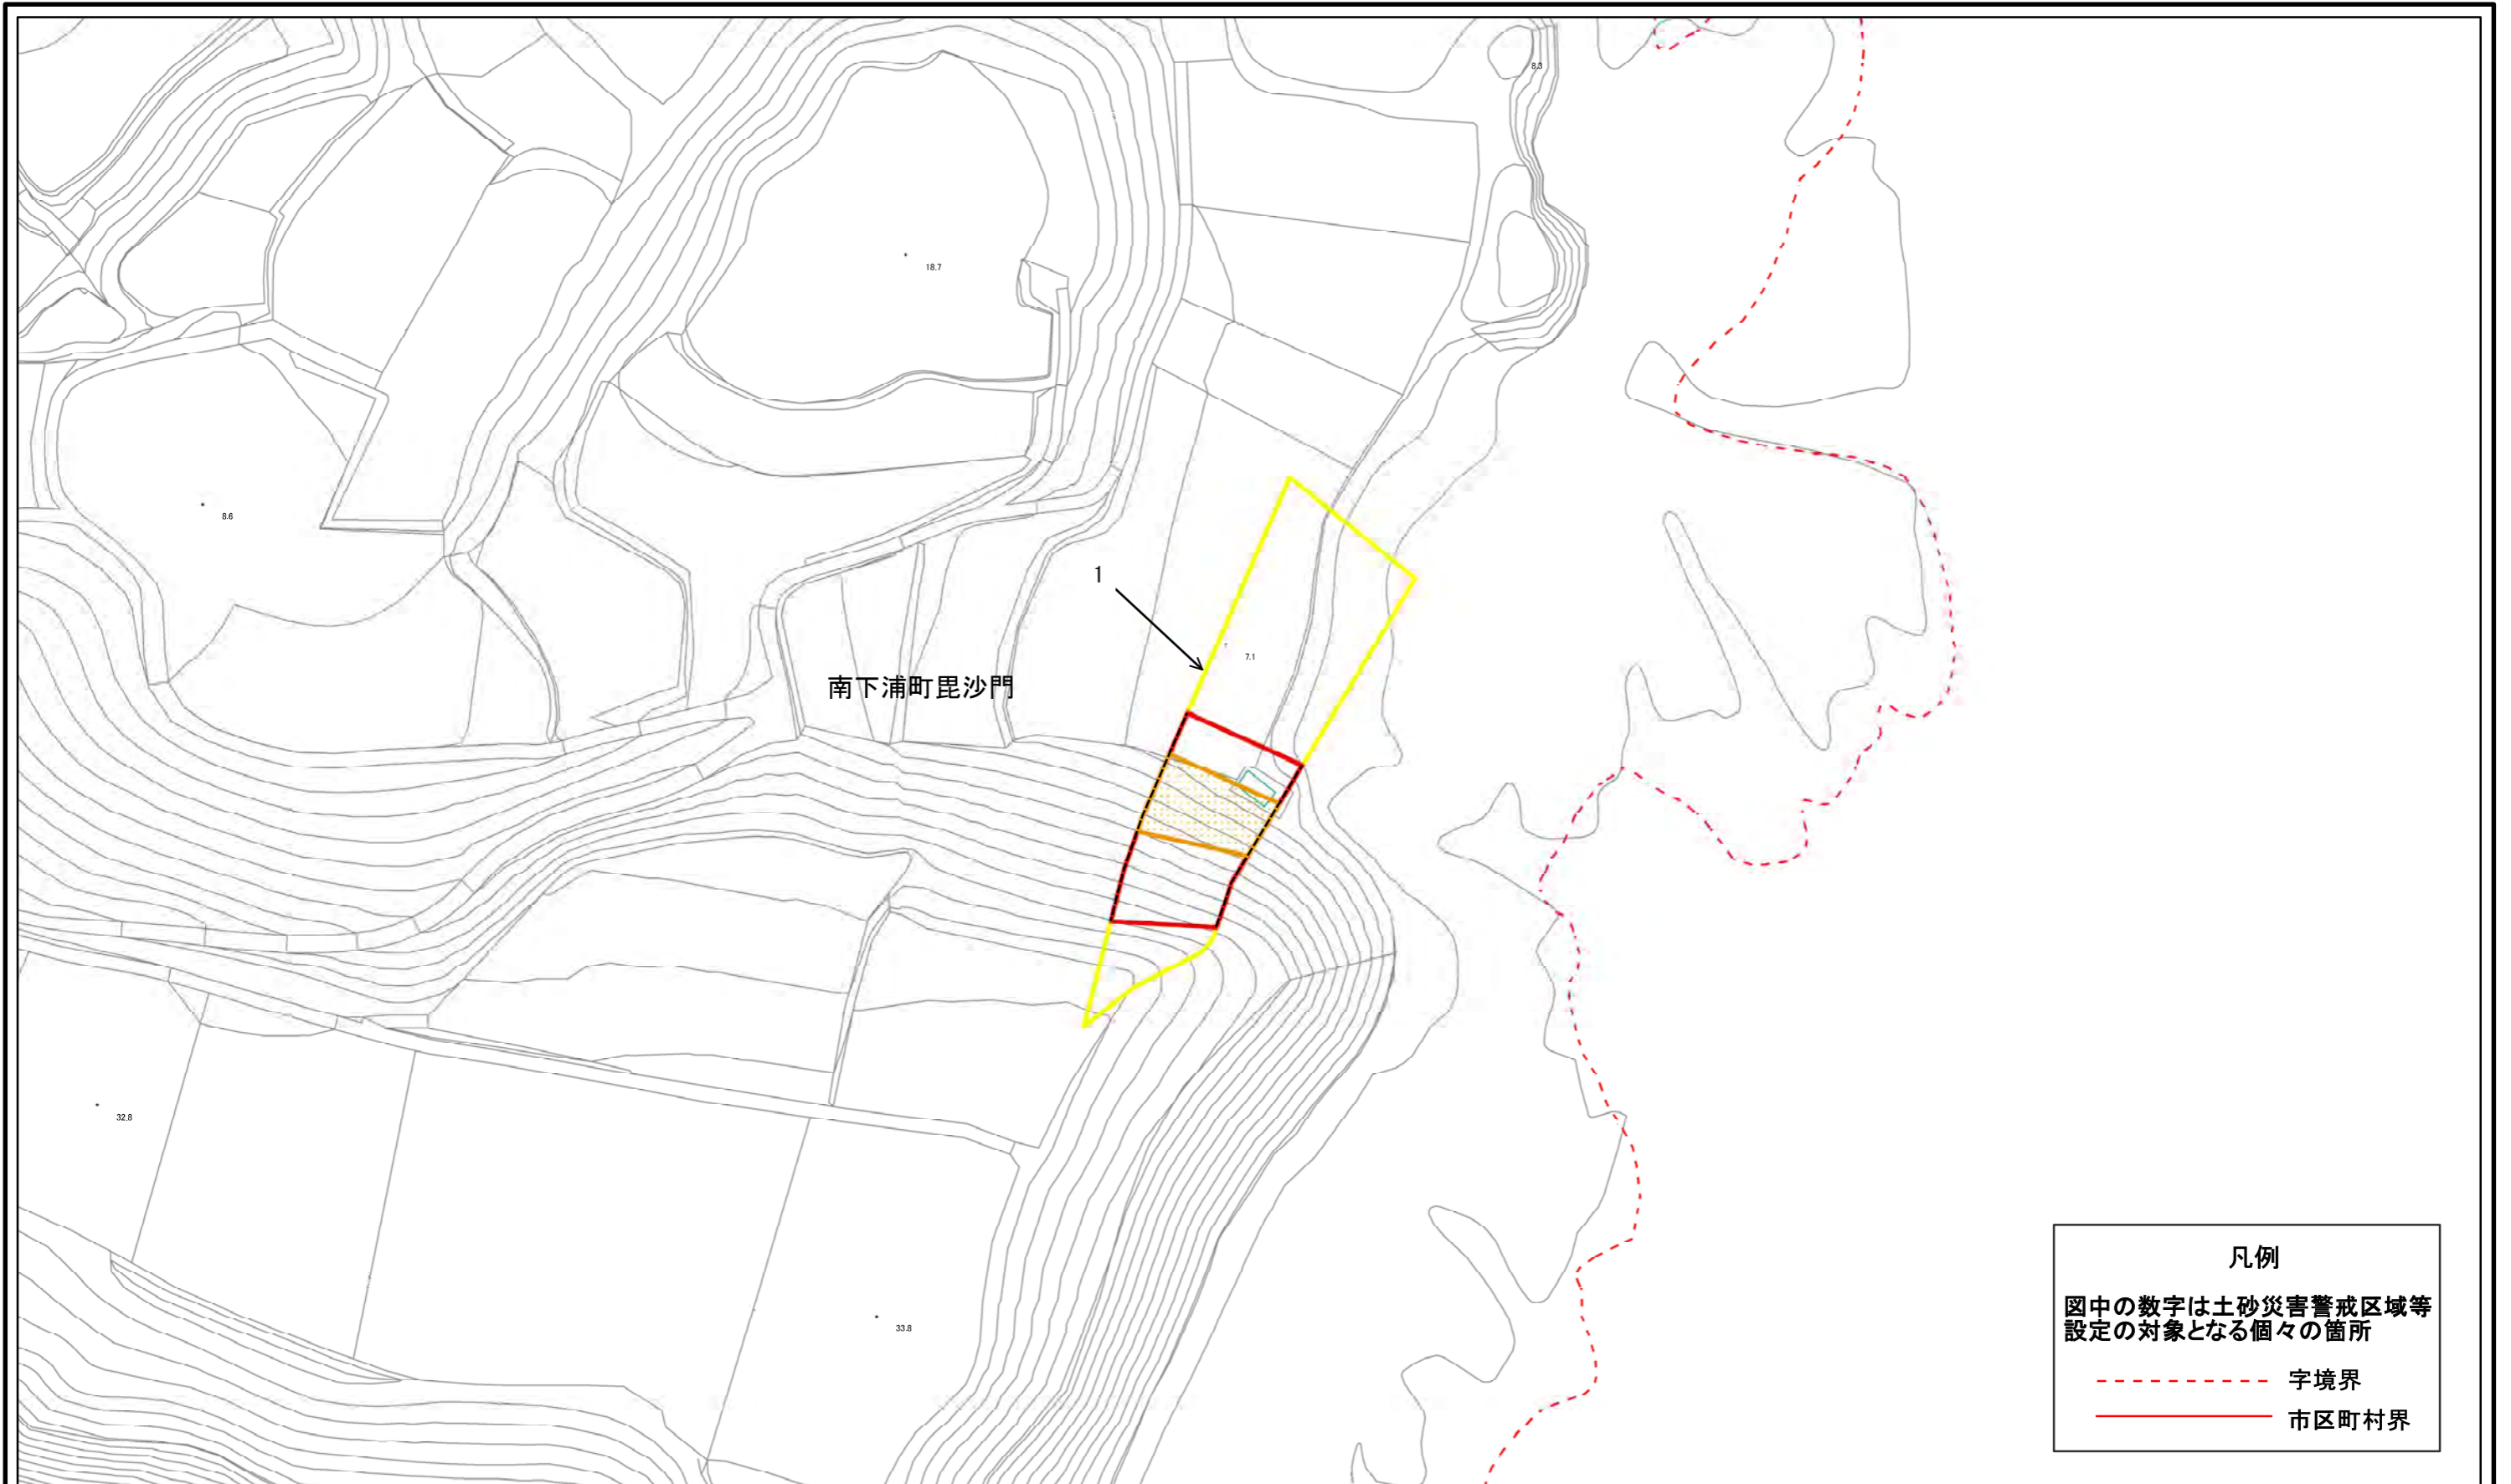 8.3
18.7
8.6
1
7.1
南下浦町毘沙門
32.8
33.8
凡例
図中の数字は土砂災害警戒区域等
設定の対象となる個々の箇所
字境界
市区町村界